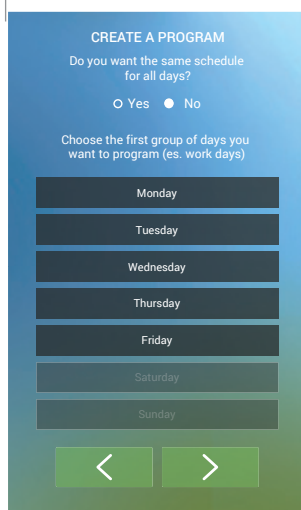 CREATE A PROGRAM
Do you want the same schedule
for all days?
Yes No
Choose the first group of days you
want to program (es. work days)
Monday
Tuesday
Wednesday
Thursday
Friday
Saturday
Sunday